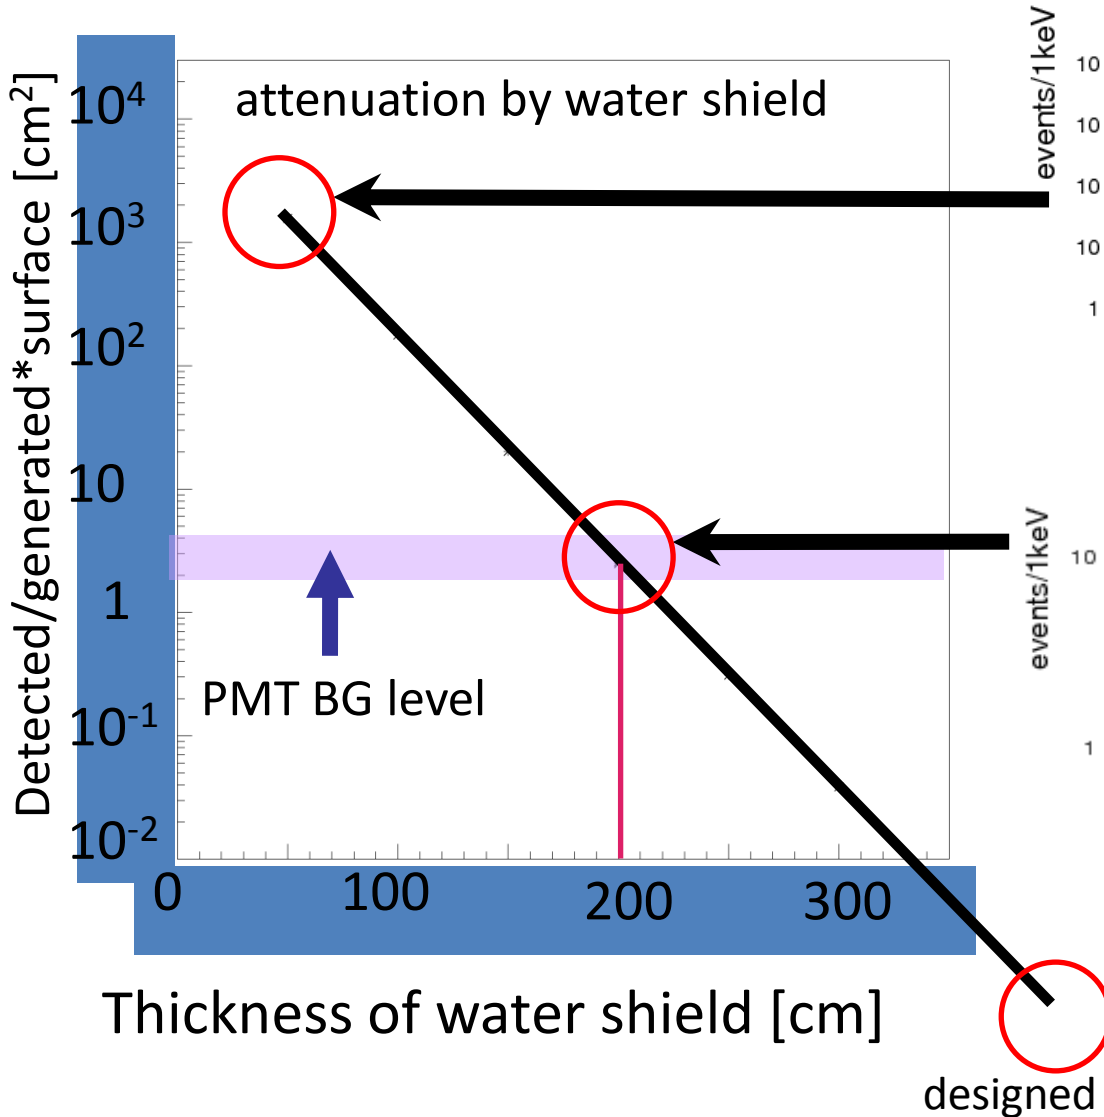 attenuation by water shield
Detected/generated*surface [cm²]
10⁴
10³
10²
10
1
10⁻¹
10⁻²
PMT BG level
0 100 200 300
Thickness of water shield [cm]
designed
events/1keV
10
10
10
10
1
events/1keV
10
1